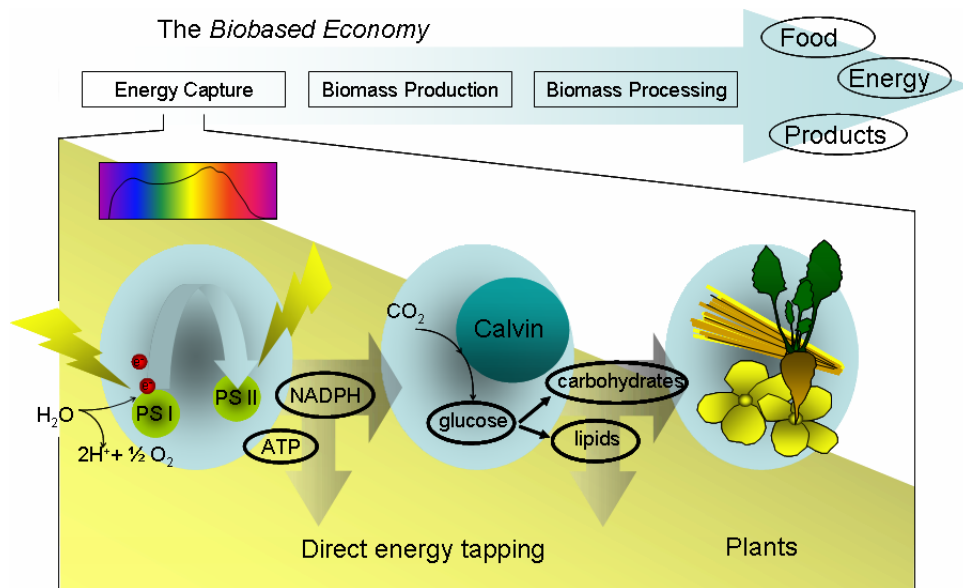 The Biobased Economy
Food
Energy
Products
Energy Capture
Biomass Production
Biomass Processing
CO₂
Calvin
e⁻
e⁻
PS I
PS II
H₂O
2H⁺+ ½ O₂
NADPH
ATP
glucose
carbohydrates
lipids
Direct energy tapping
Plants